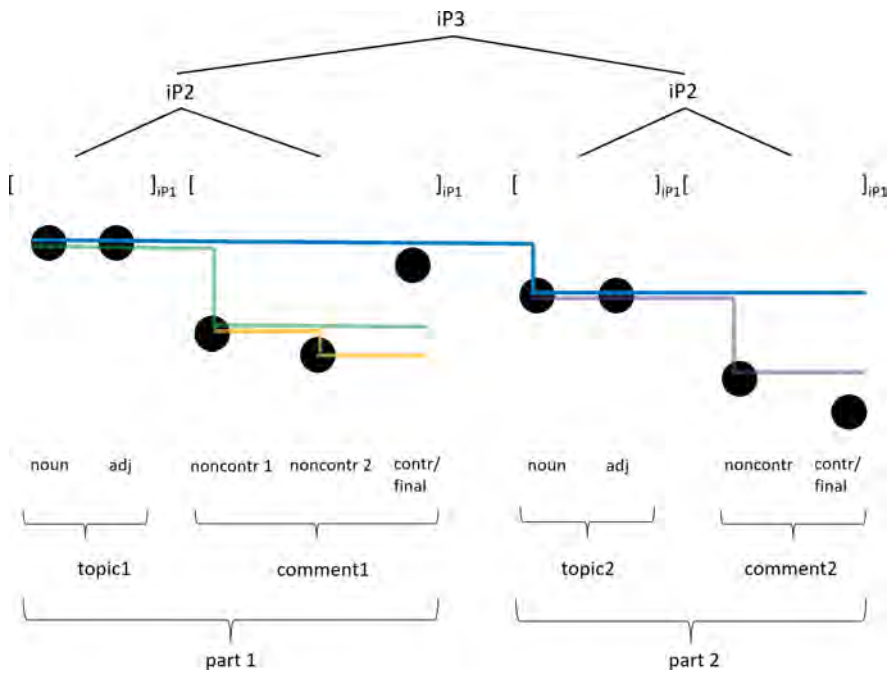 iP3
iP2 iP2
[ ]iP1 [ ]iP1 [ ]iP1 [ ]iP1
noun adj noncontr 1 noncontr 2 contr/ noun adj noncontr contr/
final final
topic1 comment1 topic2 comment2
part 1 part 2